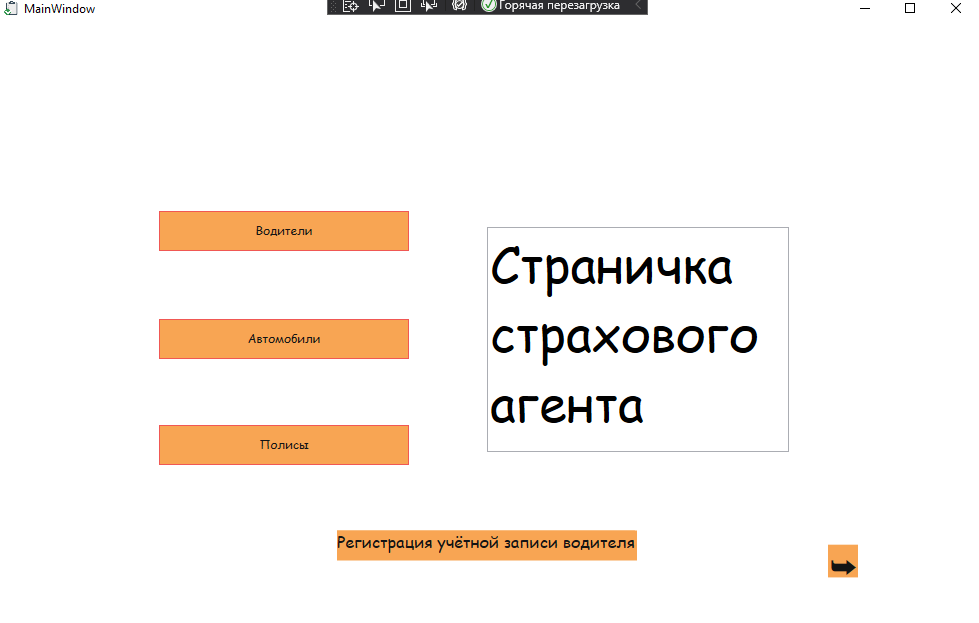 MainWindow
Горячая перезагрузка
Водители
Страничка
страхового
агента
Автомобили
Полисы
Регистрация учётной записи водителя